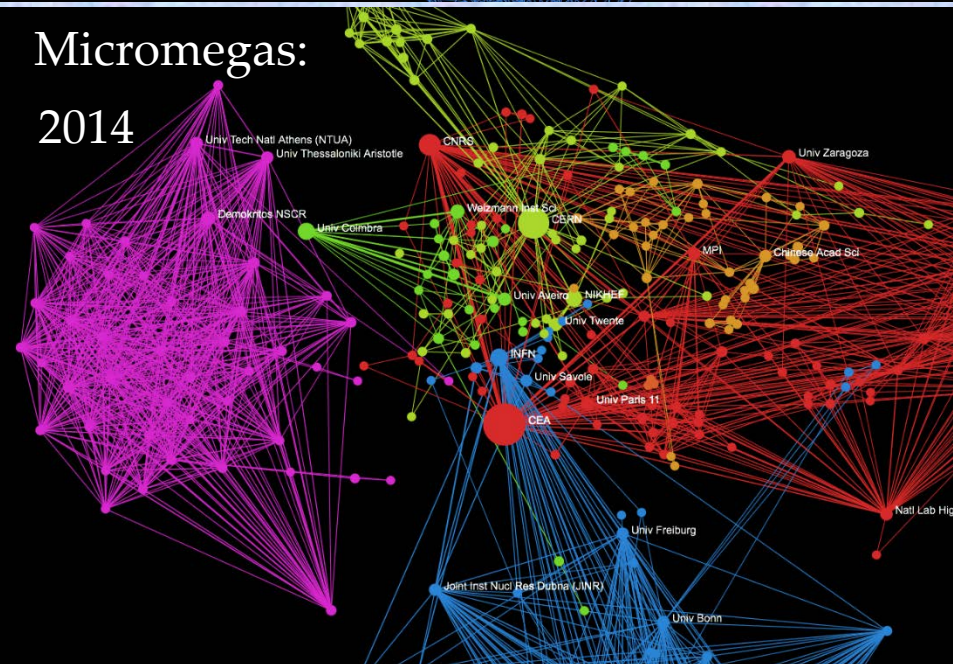 Micromegas:
2014
CNRS
Univ Tech Natl Athens (NTUA)
Univ Thessaloniki Aristotle
Univ Zaragoza
Weizmann Inst Sci
Demokritos NSCR
CERN
Univ Coimbra
MPI
Chinese Acad Sci
Univ Aveiro
NIKHEF
Univ Twente
INFN
Univ Savoie
Univ Paris 11
CEA
Natl Lab Hig
Univ Freiburg
Joint Inst Nucl Res Dubna (JINR)
Univ Bonn